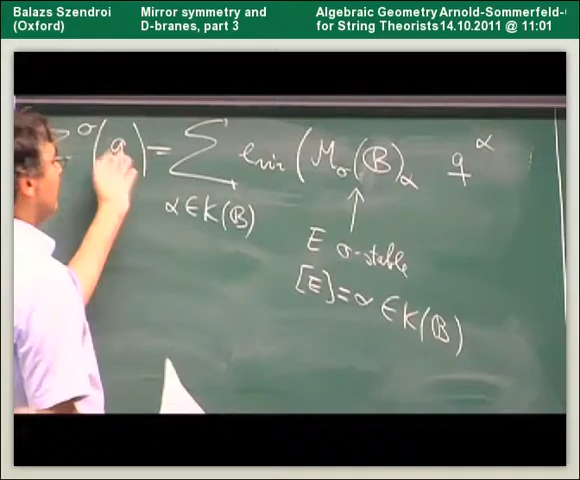 Balazs Szendroi (Oxford)
Mirror symmetry and D-branes, part 3
Algebraic Geometry for String Theorists
Arnold-Sommerfeld-
14.10.2011 @ 11:01
σ(q) = Σ e_vir (M_σ(𝔹)_α q^α
α ∈ K(𝔹)
↑
E σ-stable
[E] = α ∈ K(𝔹)